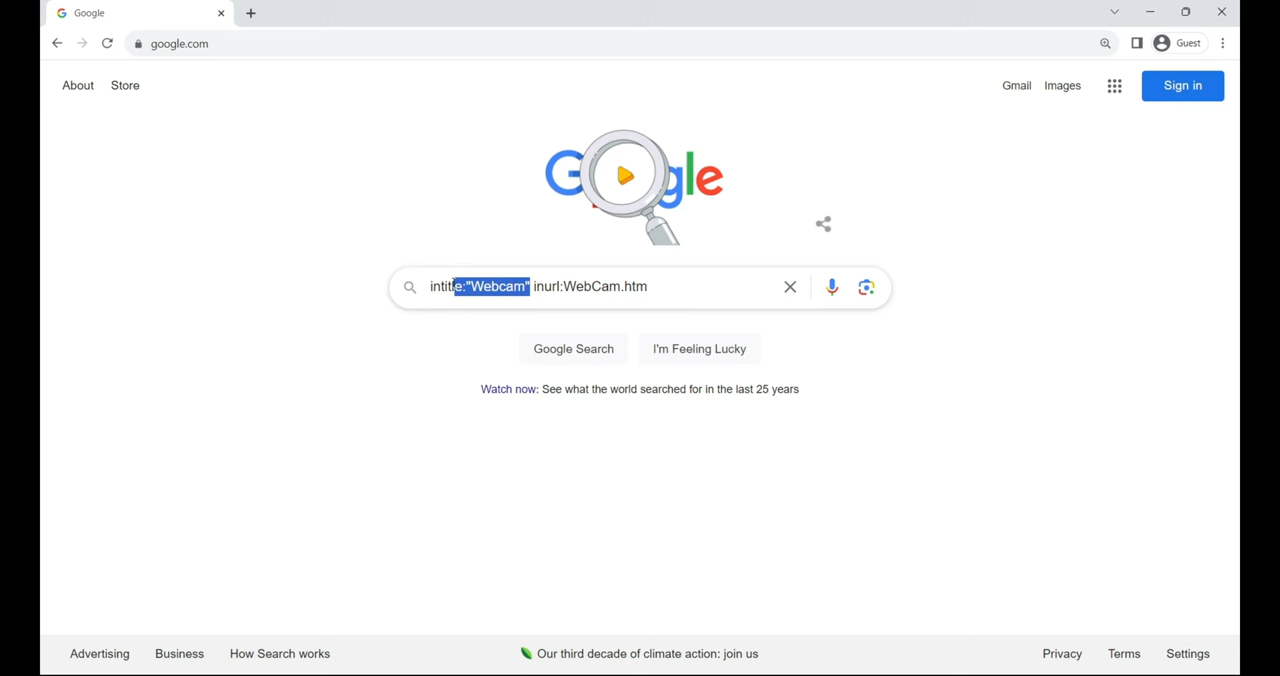 Google
google.com
Guest
About
Store
Gmail
Images
Sign in
G gle
intitle:"Webcam" inurl:WebCam.htm
Google Search
I'm Feeling Lucky
Watch now: See what the world searched for in the last 25 years
Advertising
Business
How Search works
Our third decade of climate action: join us
Privacy
Terms
Settings